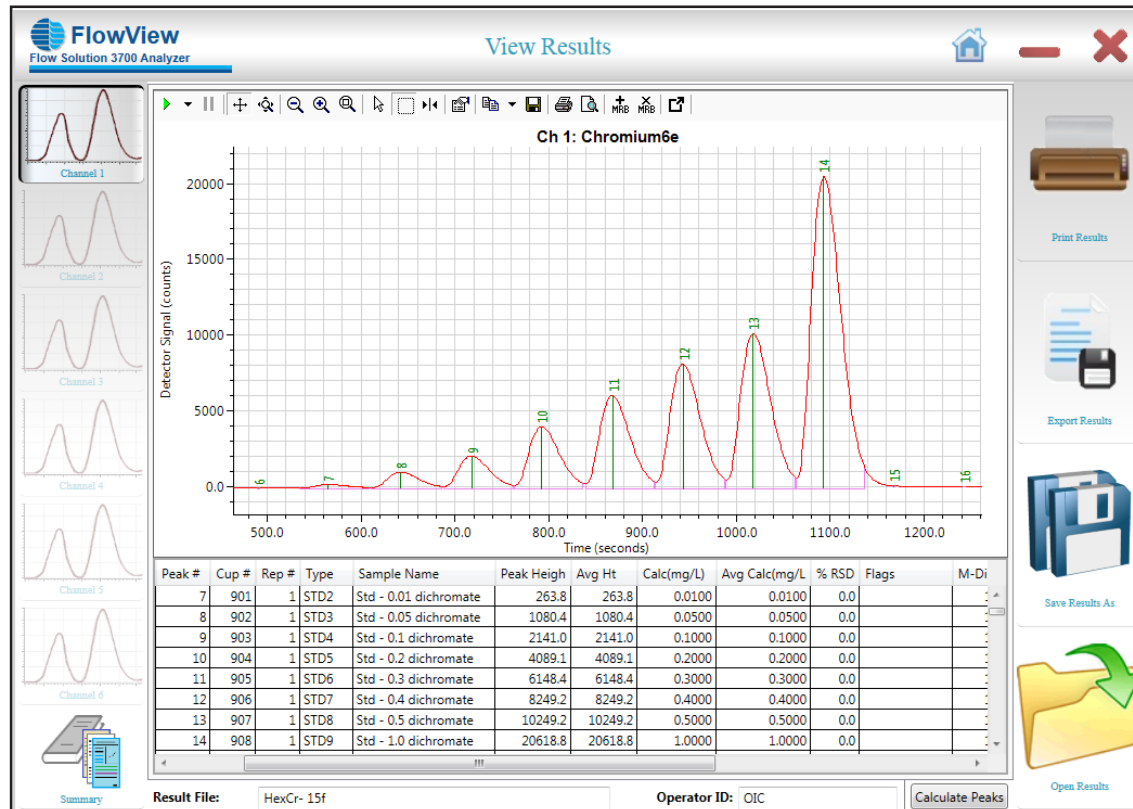 FlowView
Flow Solution 3700 Analyzer
View Results
Channel 1
Channel 2
Channel 3
Channel 4
Channel 5
Channel 6
Summary
MRB MRB
Ch 1: Chromium6e
Detector Signal (counts)
20000
15000
10000
5000
0.0
6 7 8 9 10 11 12 13 14 15 16
500.0 600.0 700.0 800.0 900.0 1000.0 1100.0 1200.0
Time (seconds)
Peak # Cup # Rep # Type Sample Name Peak Heigh Avg Ht Calc(mg/L) Avg Calc(mg/L % RSD Flags M-Di
7 901 1 STD2 Std - 0.01 dichromate 263.8 263.8 0.0100 0.0100 0.0
8 902 1 STD3 Std - 0.05 dichromate 1080.4 1080.4 0.0500 0.0500 0.0
9 903 1 STD4 Std - 0.1 dichromate 2141.0 2141.0 0.1000 0.1000 0.0
10 904 1 STD5 Std - 0.2 dichromate 4089.1 4089.1 0.2000 0.2000 0.0
11 905 1 STD6 Std - 0.3 dichromate 6148.4 6148.4 0.3000 0.3000 0.0
12 906 1 STD7 Std - 0.4 dichromate 8249.2 8249.2 0.4000 0.4000 0.0
13 907 1 STD8 Std - 0.5 dichromate 10249.2 10249.2 0.5000 0.5000 0.0
14 908 1 STD9 Std - 1.0 dichromate 20618.8 20618.8 1.0000 1.0000 0.0
Result File: HexCr- 15f Operator ID: OIC Calculate Peaks
Print Results
Export Results
Save Results As
Open Results